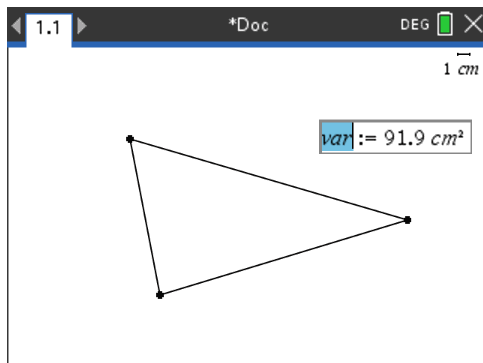 1.1 *Doc DEG
1 cm
var := 91.9 cm²